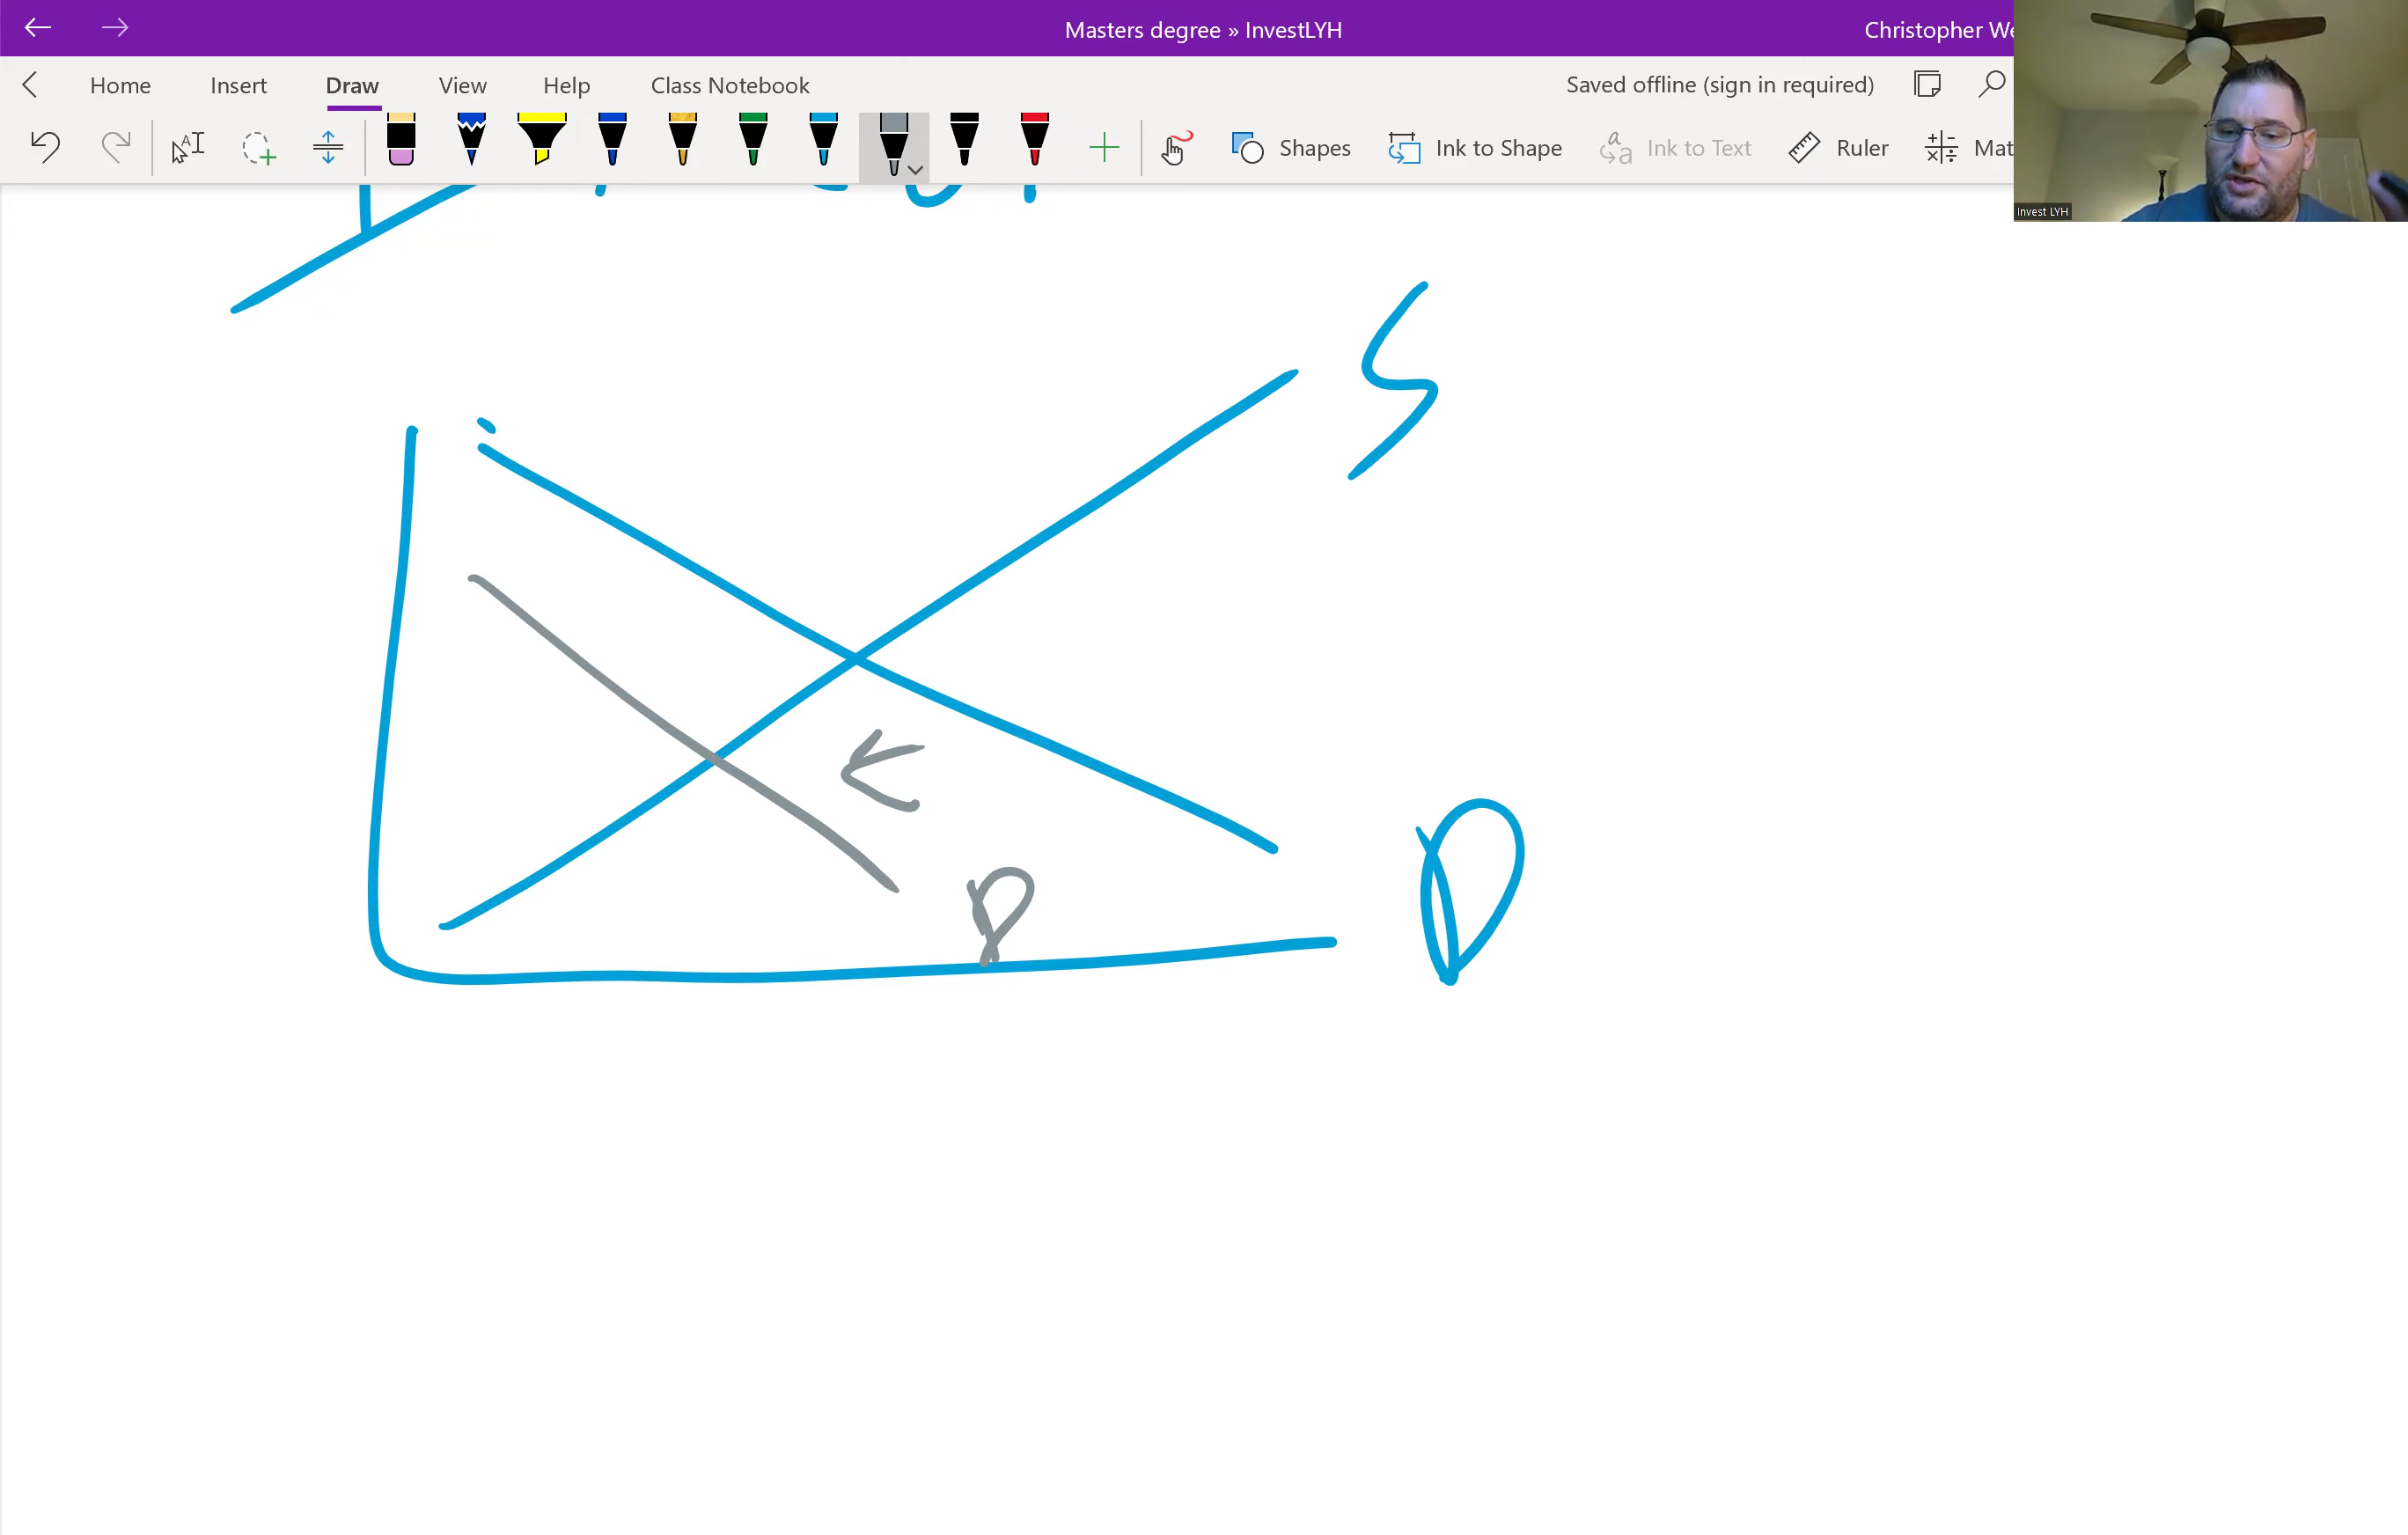 Masters degree » InvestLYH
Christopher We
Home Insert Draw View Help Class Notebook
Saved offline (sign in required)
Shapes Ink to Shape Ink to Text Ruler Mat
Invest LYH
S
D